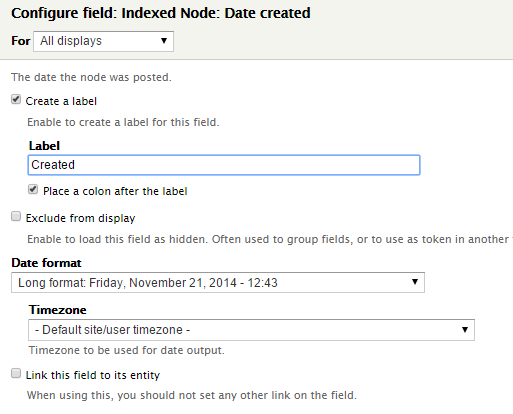 Configure field: Indexed Node: Date created
For All displays
The date the node was posted.
Create a label
Enable to create a label for this field.
Label
Created
Place a colon after the label
Exclude from display
Enable to load this field as hidden. Often used to group fields, or to use as token in another
Date format
Long format: Friday, November 21, 2014 - 12:43
Timezone
- Default site/user timezone -
Timezone to be used for date output.
Link this field to its entity
When using this, you should not set any other link on the field.